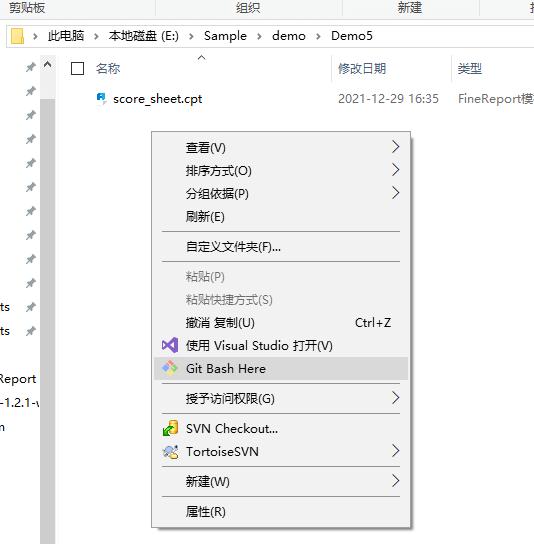 剪贴板 组织 新建
此电脑 本地磁盘 (E:) Sample demo Demo5
名称 修改日期 类型
score_sheet.cpt 2021-12-29 16:35 FineReport模
查看(V)
排序方式(O)
分组依据(P)
刷新(E)
自定义文件夹(F)...
粘贴(P)
粘贴快捷方式(S)
撤消 复制(U) Ctrl+Z
使用 Visual Studio 打开(V)
Git Bash Here
授予访问权限(G)
SVN Checkout...
TortoiseSVN
新建(W)
属性(R)
ts
ts
Report
-1.2.1-v
m